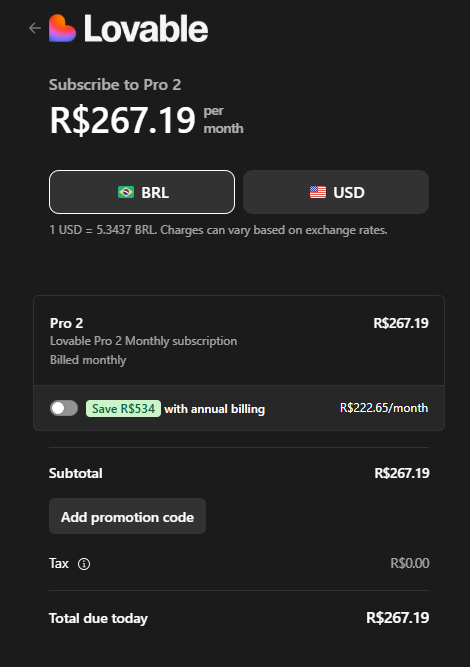 Lovable
Subscribe to Pro 2
R$267.19 per month
BRL
USD
1 USD = 5.3437 BRL. Charges can vary based on exchange rates.
Pro 2 R$267.19
Lovable Pro 2 Monthly subscription
Billed monthly
Save R$534 with annual billing R$222.65/month
Subtotal R$267.19
Add promotion code
Tax R$0.00
Total due today R$267.19